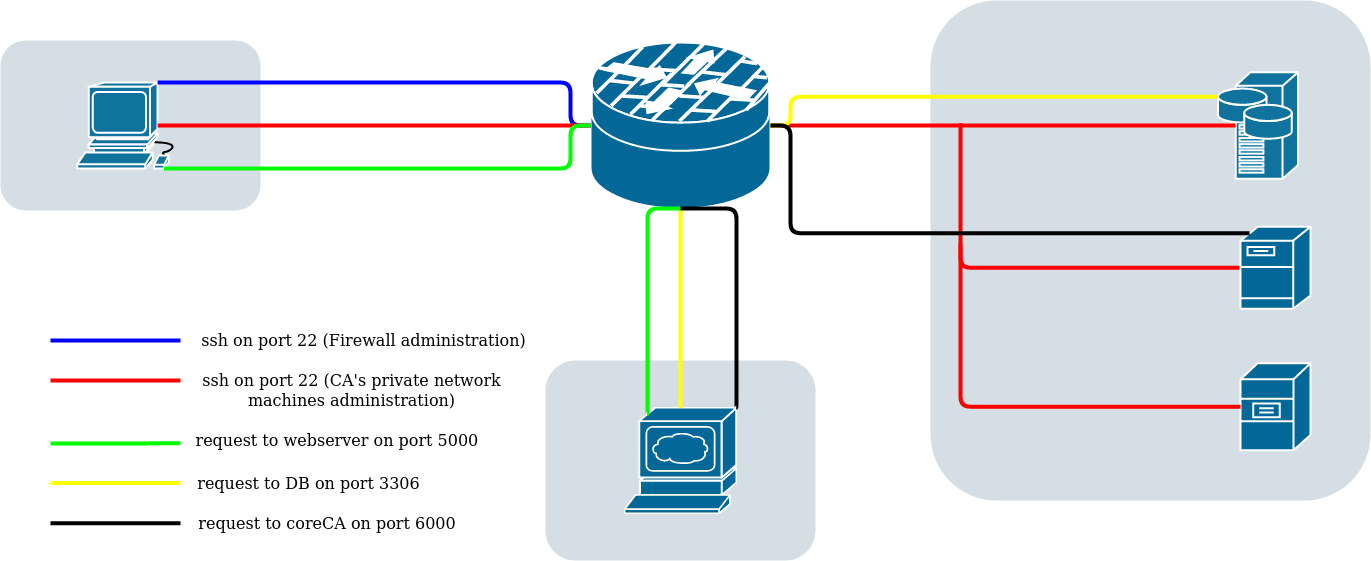 ssh on port 22 (Firewall administration)
ssh on port 22 (CA's private network
machines administration)
request to webserver on port 5000
request to DB on port 3306
request to coreCA on port 6000